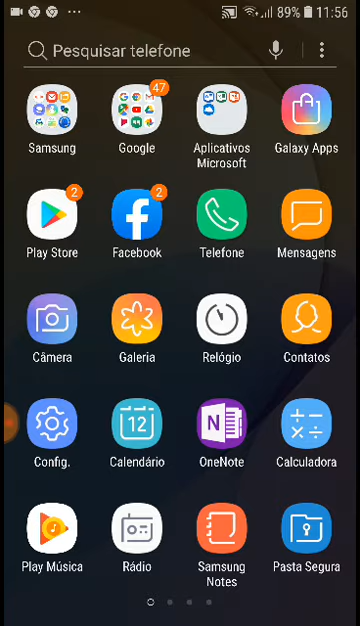 89% 11:56
Pesquisar telefone
47
Samsung Google Aplicativos Microsoft Galaxy Apps
2 2
Play Store Facebook Telefone Mensagens
Câmera Galeria Relógio Contatos
12
N
Config. Calendário OneNote Calculadora
Play Música Rádio Samsung Notes Pasta Segura